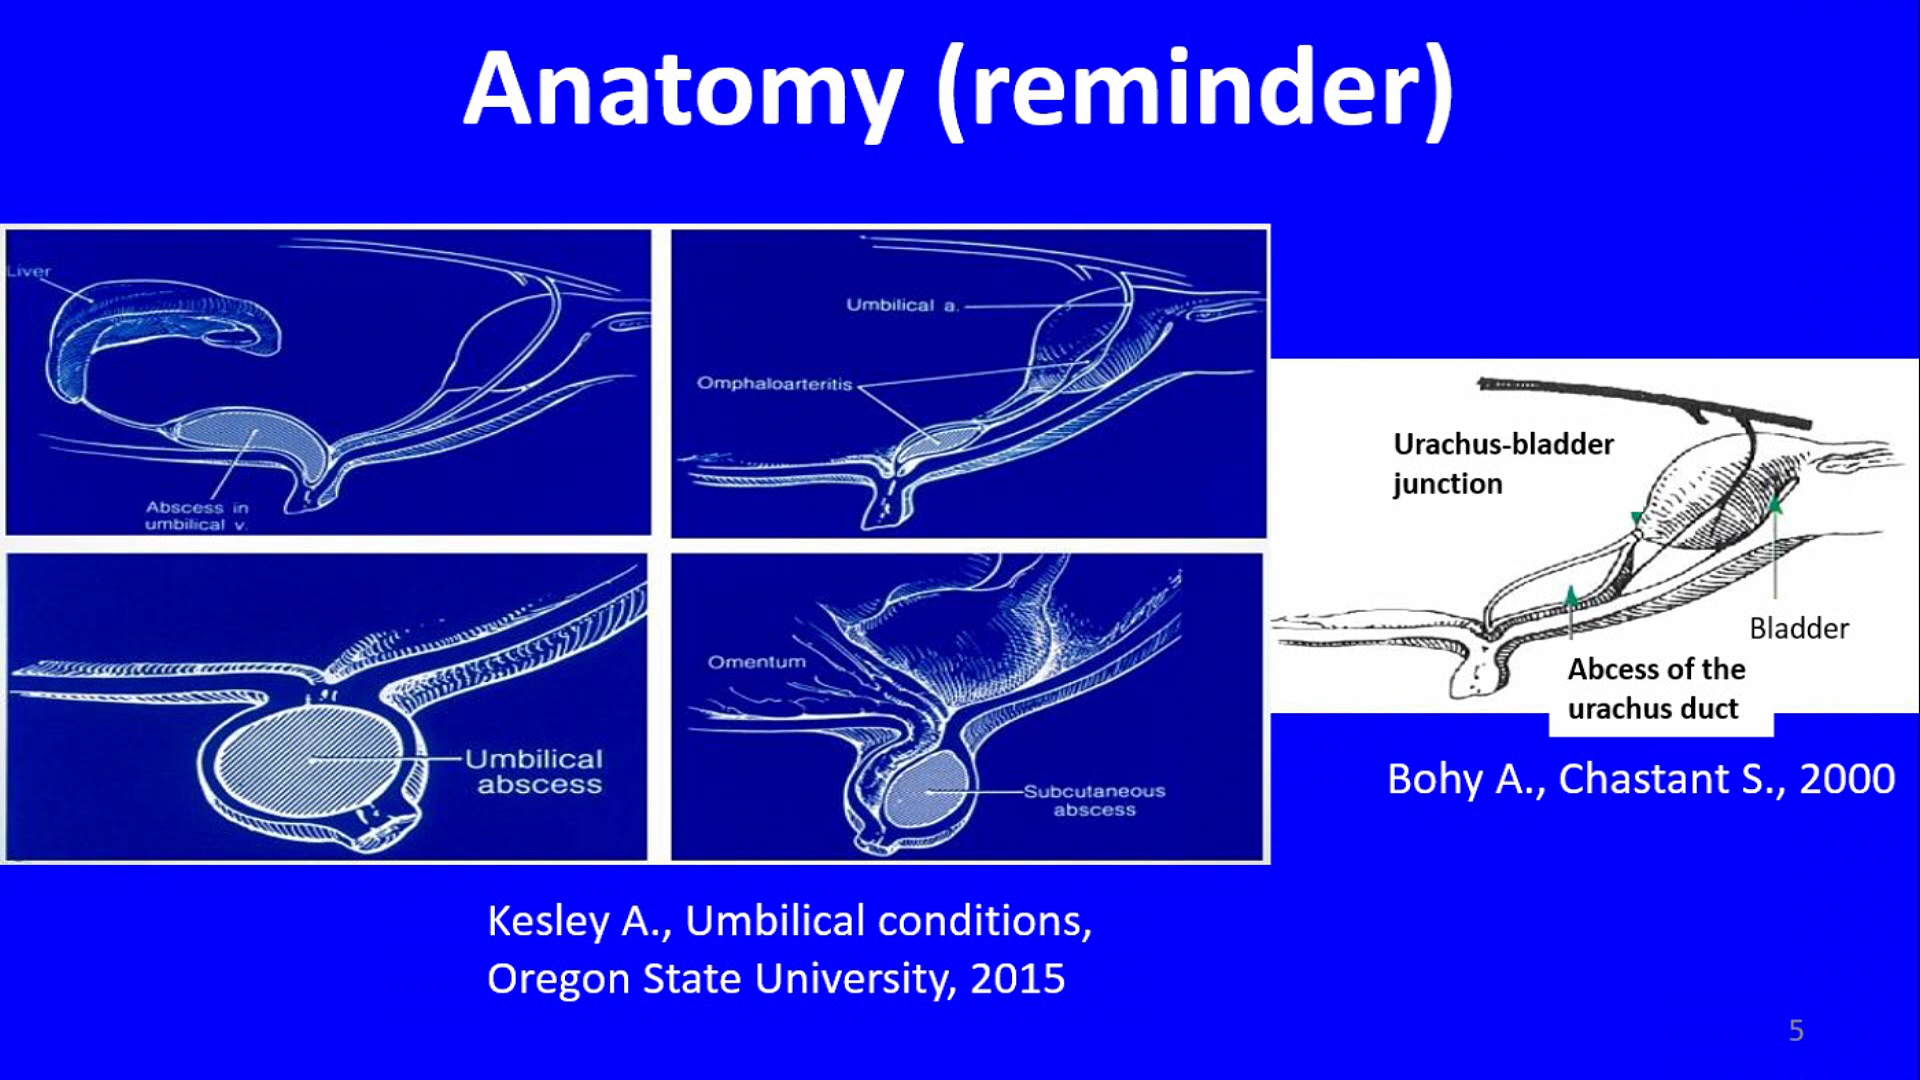 Anatomy (reminder)
Liver
Abscess in
umbilical v.
Umbilical a.
Omphaloarteritis
Umbilical
abscess
Omentum
Subcutaneous
abscess
Urachus-bladder
junction
Bladder
Abcess of the
urachus duct
Bohy A., Chastant S., 2000
Kesley A., Umbilical conditions,
Oregon State University, 2015
5